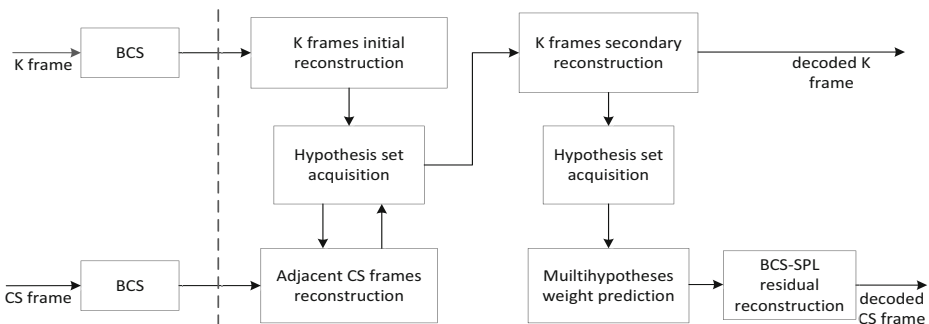 K frame
BCS
K frames initial
reconstruction
K frames secondary
reconstruction
decoded K
frame
Hypothesis set
acquisition
Hypothesis set
acquisition
CS frame
BCS
Adjacent CS frames
reconstruction
Muiltihypotheses
weight prediction
BCS-SPL
residual
reconstruction
decoded
CS frame